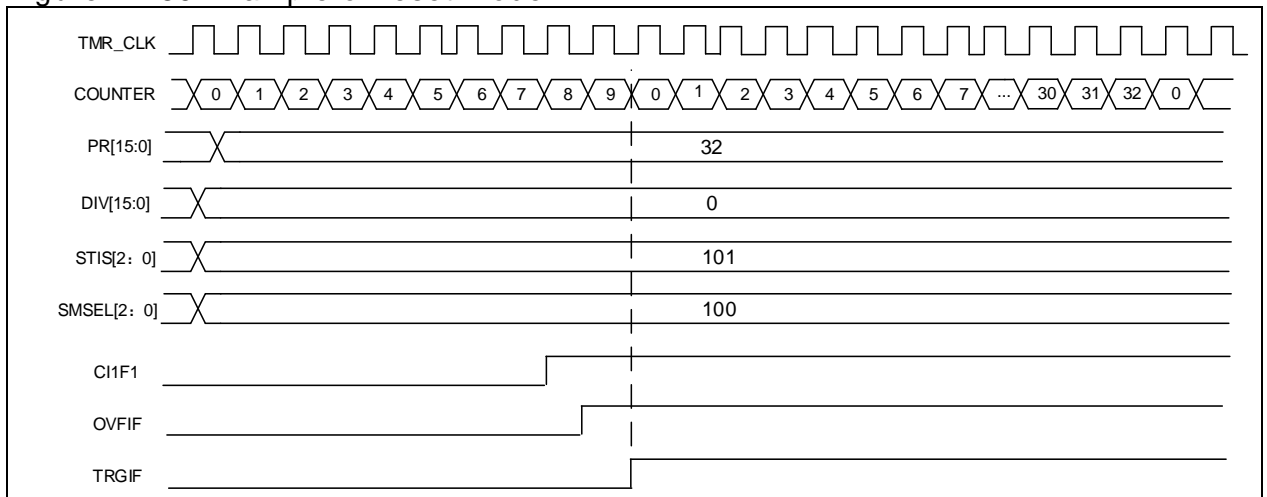 TMR_CLK
COUNTER 0 1 2 3 4 5 6 7 8 9 0 1 2 3 4 5 6 7 ... 30 31 32 0
PR[15:0] 32
DIV[15:0] 0
STIS[2：0] 101
SMSEL[2：0] 100
CI1F1
OVFIF
TRGIF